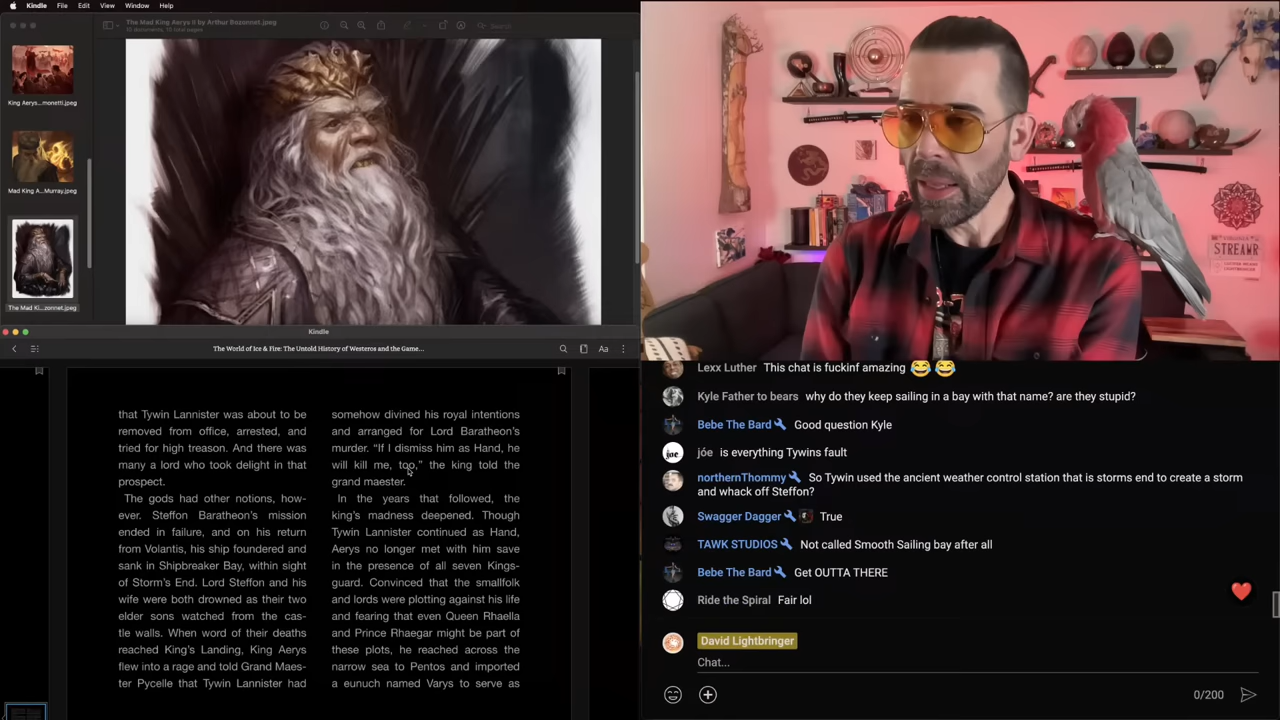 Kindle File Edit View Window Help
The Mad King Aerys II by Arthur Bozonnet.jpeg
Search
King Aerys...monetti.jpeg
Mad King A...Murray.jpeg
The Mad Ki...zonnet.jpeg
Kindle
The World of Ice & Fire: The Untold History of Westeros and the Game...
Aa
that Tywin Lannister was about to be
removed from office, arrested, and
tried for high treason. And there was
many a lord who took delight in that
prospect.
The gods had other notions, how-
ever. Steffon Baratheon's mission
ended in failure, and on his return
from Volantis, his ship foundered and
sank in Shipbreaker Bay, within sight
of Storm's End. Lord Steffon and his
wife were both drowned as their two
elder sons watched from the cas-
tle walls. When word of their deaths
reached King's Landing, King Aerys
flew into a rage and told Grand Maes-
ter Pycelle that Tywin Lannister had
somehow divined his royal intentions
and arranged for Lord Baratheon's
murder. “If I dismiss him as Hand, he
will kill me, too,” the king told the
grand maester.
In the years that followed, the
king's madness deepened. Though
Tywin Lannister continued as Hand,
Aerys no longer met with him save
in the presence of all seven Kings-
guard. Convinced that the smallfolk
and lords were plotting against his life
and fearing that even Queen Rhaella
and Prince Rhaegar might be part of
these plots, he reached across the
narrow sea to Pentos and imported
a eunuch named Varys to serve as
STREAMR
Lexx Luther This chat is fuckinf amazing 😂 😂
Kyle Father to bears why do they keep sailing in a bay with that name? are they stupid?
Bebe The Bard Good question Kyle
joe
jóe is everything Tywins fault
northernThommy So Tywin used the ancient weather control station that is storms end to create a storm
and whack off Steffon?
Swagger Dagger True
TAWK STUDIOS Not called Smooth Sailing bay after all
Bebe The Bard Get OUTTA THERE
Ride the Spiral Fair lol
David Lightbringer
Chat...
0/200